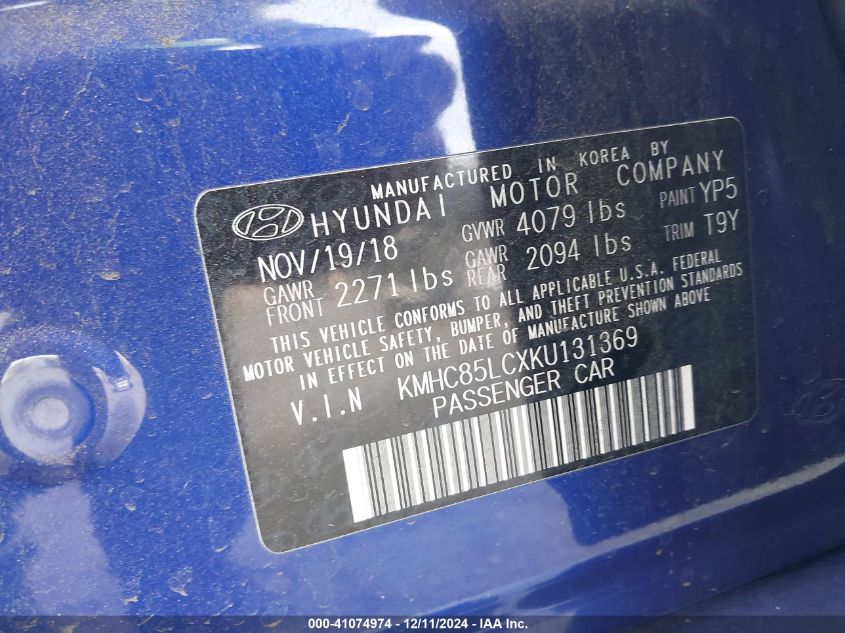 MANUFACTURED IN KOREA BY
HYUNDAI MOTOR COMPANY
NOV/19/18 GVWR 4079 lbs PAINT YP5
GAWR FRONT 2271 lbs GAWR REAR 2094 lbs TRIM T9Y
THIS VEHICLE CONFORMS TO ALL APPLICABLE U.S.A. FEDERAL
MOTOR VEHICLE SAFETY, BUMPER, AND THEFT PREVENTION STANDARDS
IN EFFECT ON THE DATE OF MANUFACTURE SHOWN ABOVE
V.I.N KMHC85LCXKU131369
PASSENGER CAR
000-41074974 - 12/11/2024 - IAA Inc.